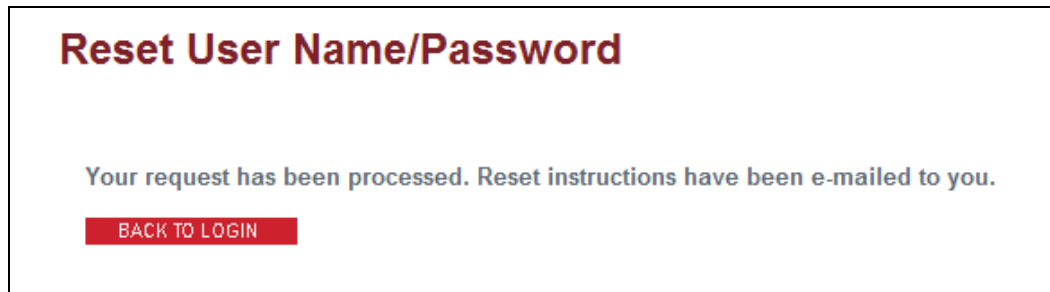 Reset User Name/Password
Your request has been processed. Reset instructions have been e-mailed to you.
BACK TO LOGIN